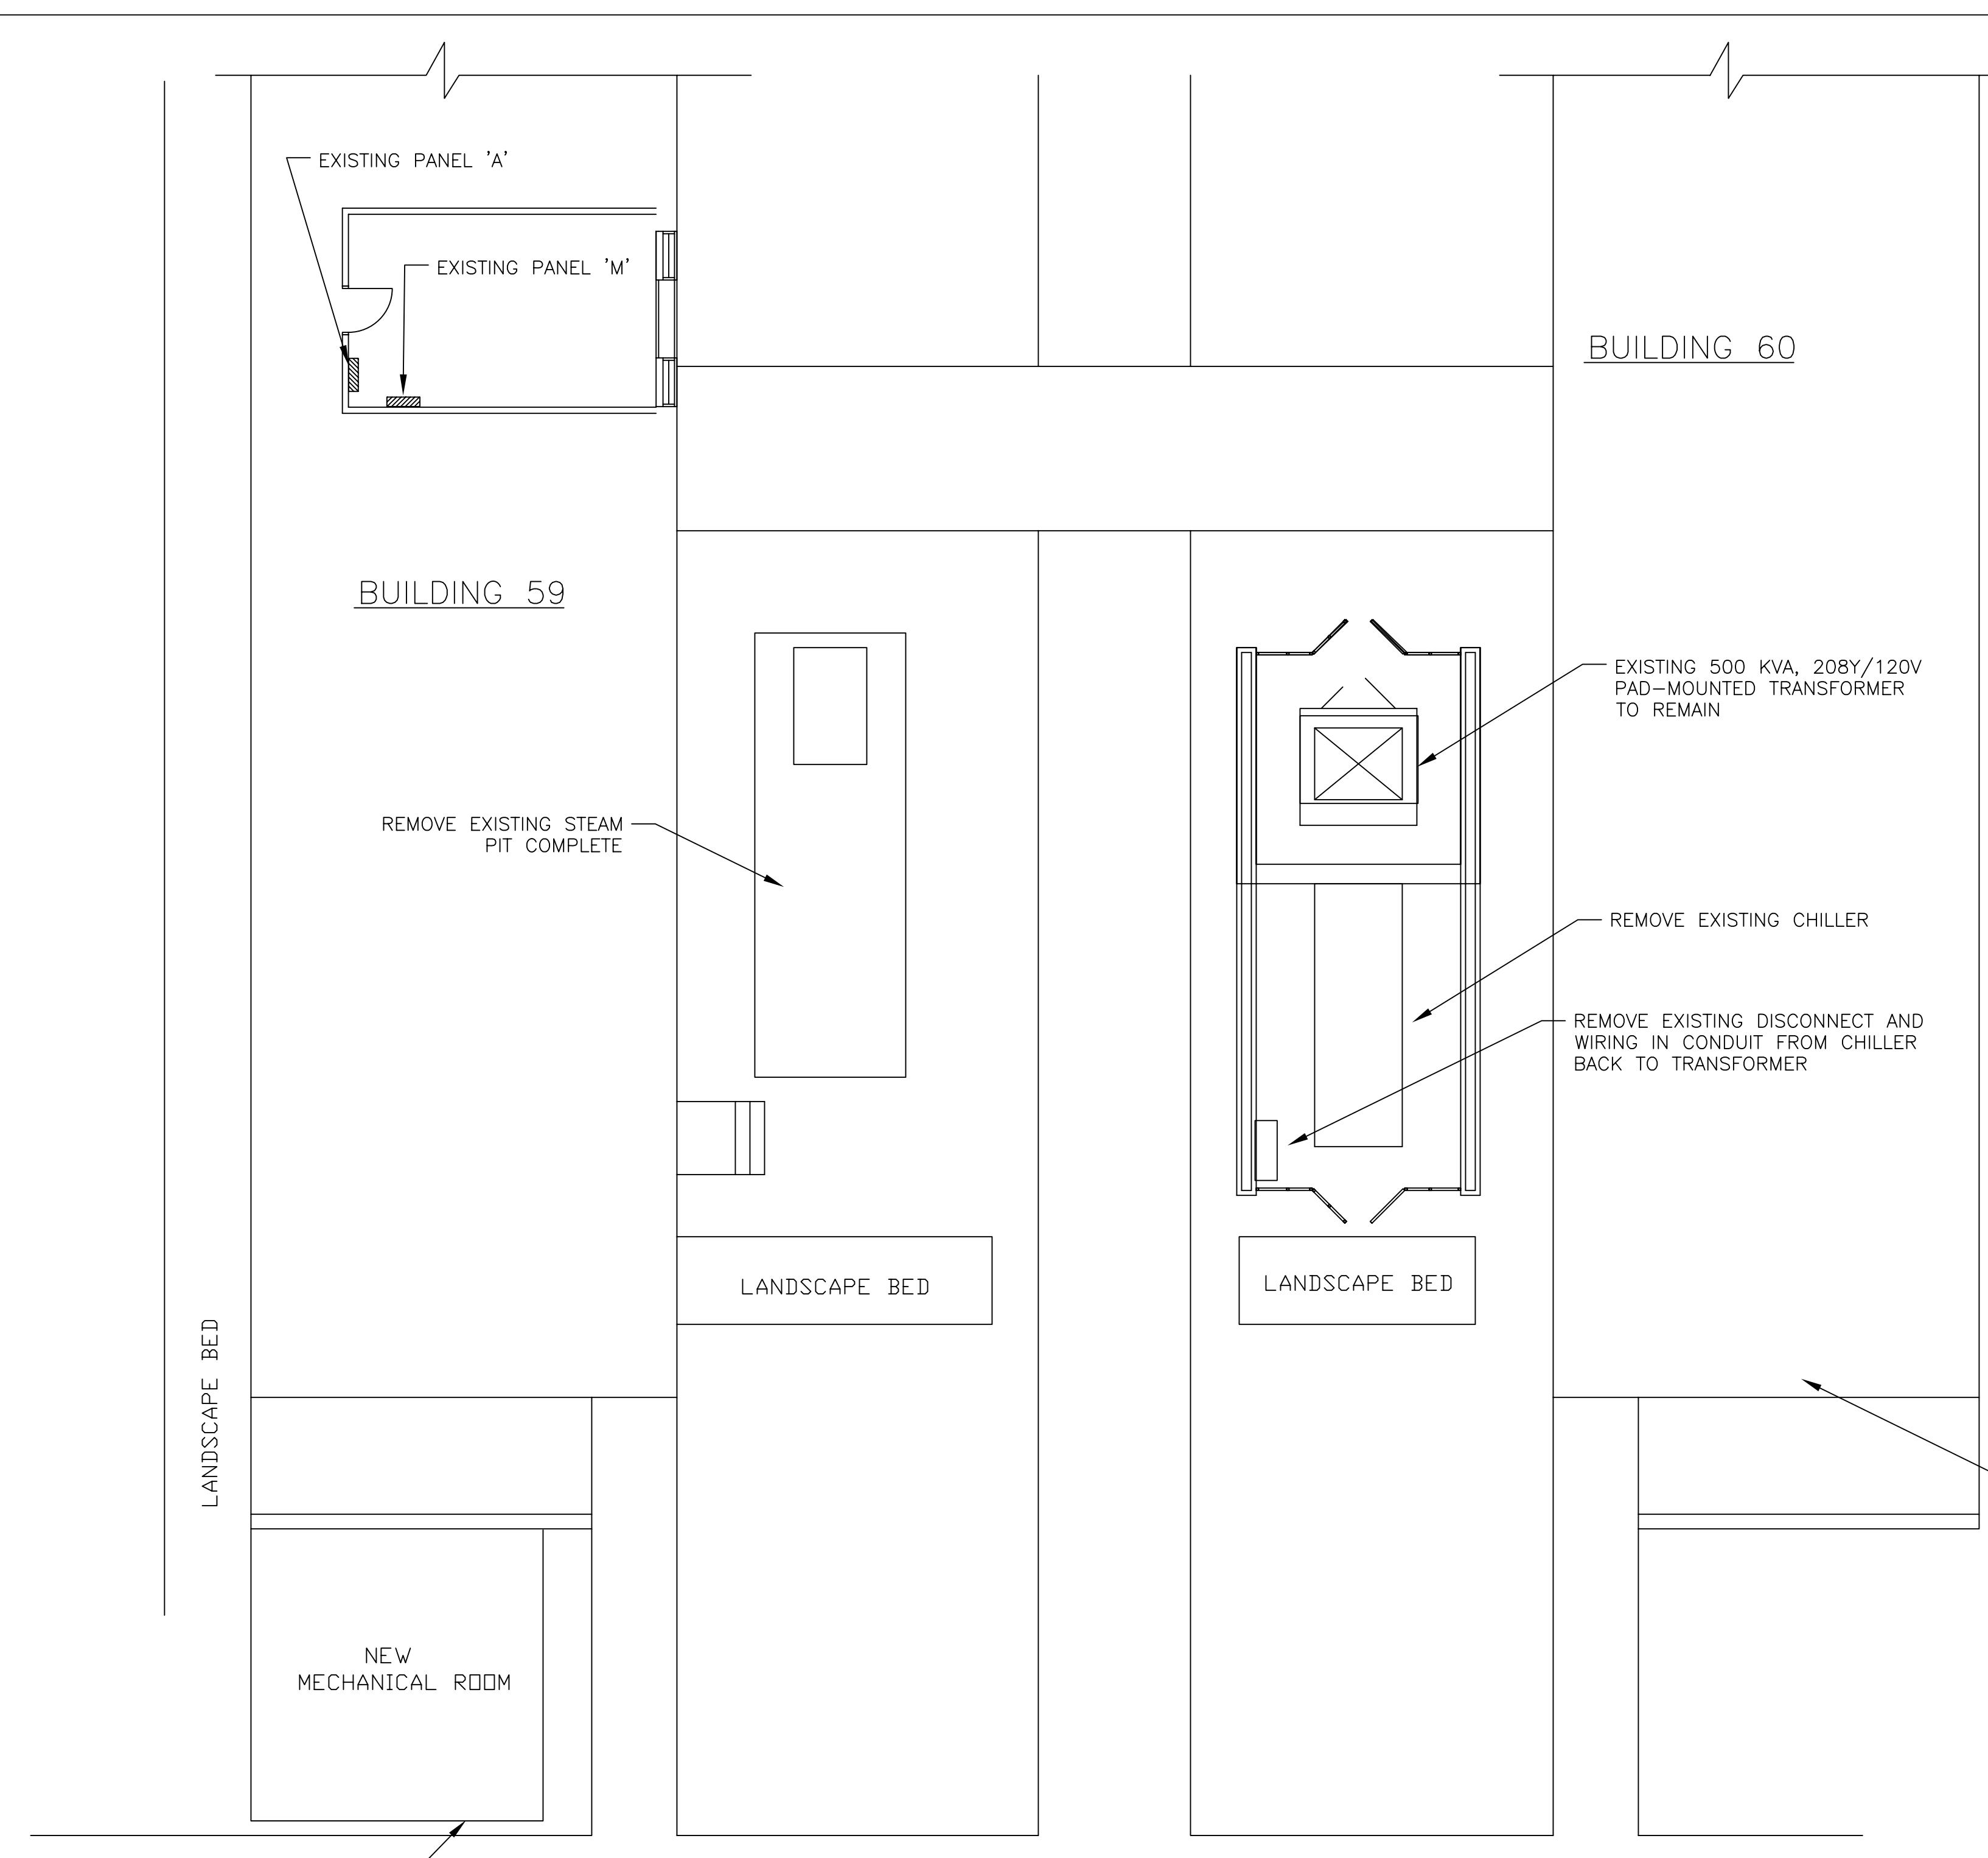 EXISTING PANEL 'A'
EXISTING PANEL 'M'
BUILDING 60
BUILDING 59
EXISTING 500 KVA, 208Y/120V
PAD-MOUNTED TRANSFORMER
TO REMAIN
REMOVE EXISTING STEAM
PIT COMPLETE
REMOVE EXISTING CHILLER
REMOVE EXISTING DISCONNECT AND
WIRING IN CONDUIT FROM CHILLER
BACK TO TRANSFORMER
LANDSCAPE BED
LANDSCAPE BED
LANDSCAPE BED
NEW
MECHANICAL ROOM